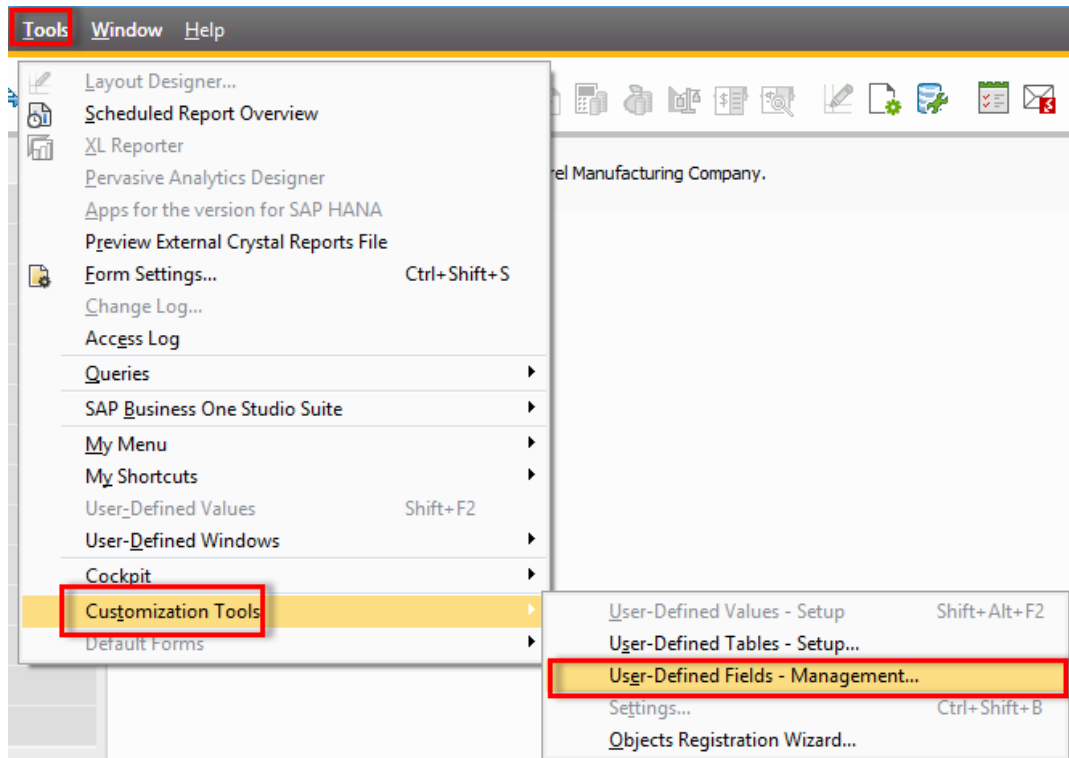 Tools Window Help
Layout Designer...
Scheduled Report Overview
XL Reporter
rel Manufacturing Company.
Pervasive Analytics Designer
Apps for the version for SAP HANA
Preview External Crystal Reports File
Form Settings... Ctrl+Shift+S
Change Log...
Access Log
Queries
SAP Business One Studio Suite
My Menu
My Shortcuts
User-Defined Values Shift+F2
User-Defined Windows
Cockpit
Customization Tools
Default Forms
User-Defined Values - Setup Shift+Alt+F2
User-Defined Tables - Setup...
User-Defined Fields - Management...
Settings... Ctrl+Shift+B
Objects Registration Wizard...